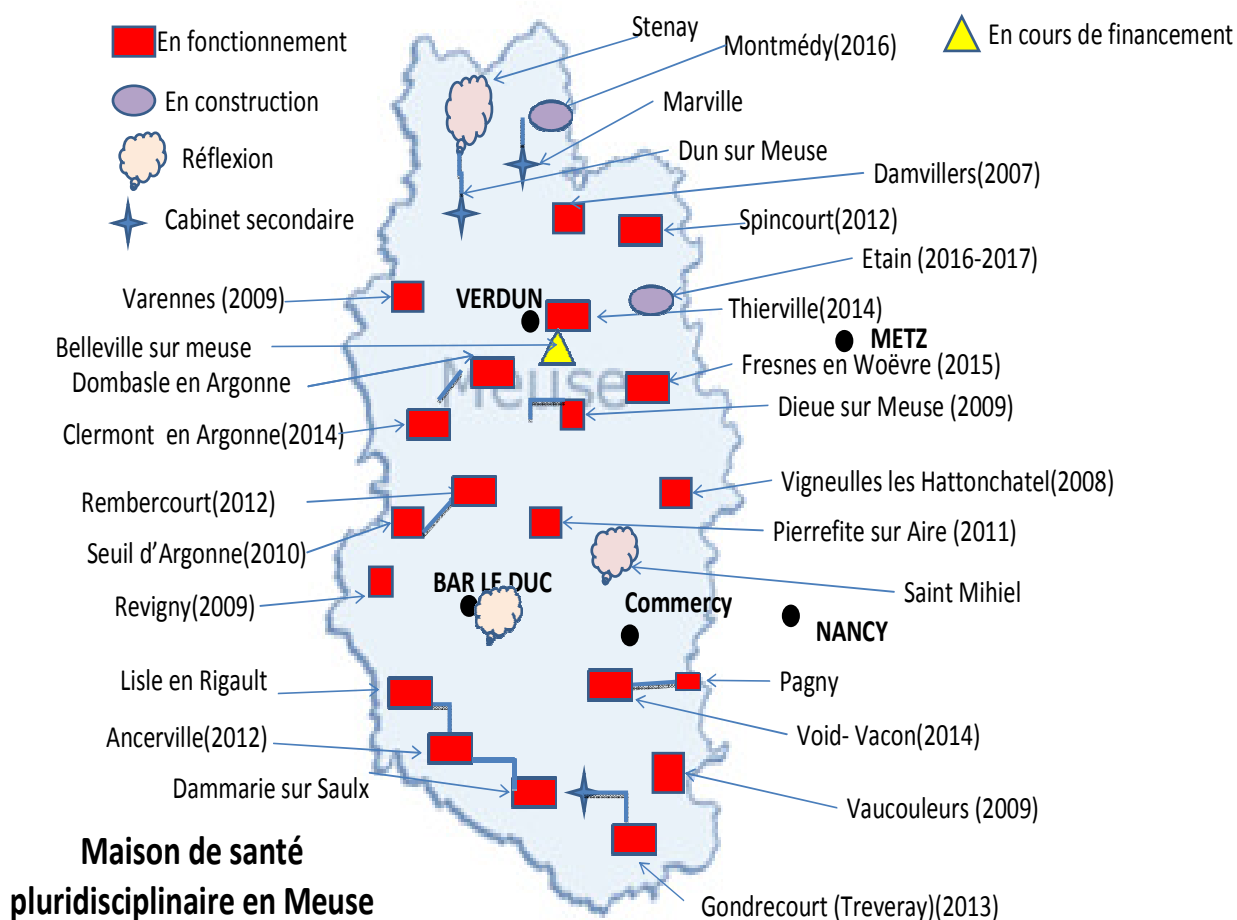 En fonctionnement
En construction
Réflexion
Cabinet secondaire
Stenay
Montmédy(2016)
En cours de financement
Marville
Dun sur Meuse
Damvillers(2007)
Spincourt(2012)
Etain (2016-2017)
Varennes (2009)
VERDUN
Thierville(2014)
METZ
Belleville sur meuse
Dombasle en Argonne
Meuse
Fresnes en Woëvre (2015)
Dieue sur Meuse (2009)
Clermont en Argonne(2014)
Rembercourt(2012)
Vigneulles les Hattonchatel(2008)
Pierrefite sur Aire (2011)
Seuil d'Argonne(2010)
Revigny(2009)
BAR LE DUC
Commercy
Saint Mihiel
NANCY
Lisle en Rigault
Pagny
Ancerville(2012)
Void- Vacon(2014)
Dammarie sur Saulx
Vaucouleurs (2009)
Maison de santé
pluridisciplinaire en Meuse
Gondrecourt (Treveray)(2013)